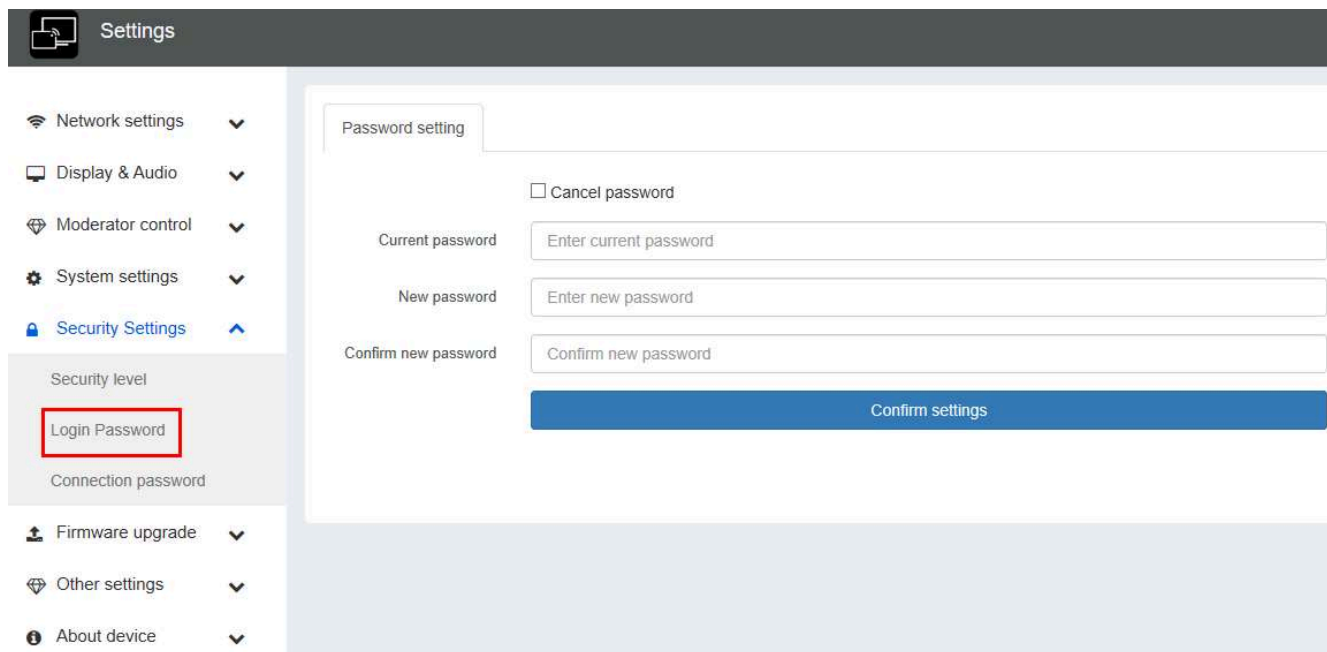 Settings
Network settings
Display & Audio
Moderator control
System settings
Security Settings
Security level
Login Password
Connection password
Firmware upgrade
Other settings
About device
Password setting
Cancel password
Current password
Enter current password
New password
Enter new password
Confirm new password
Confirm new password
Confirm settings